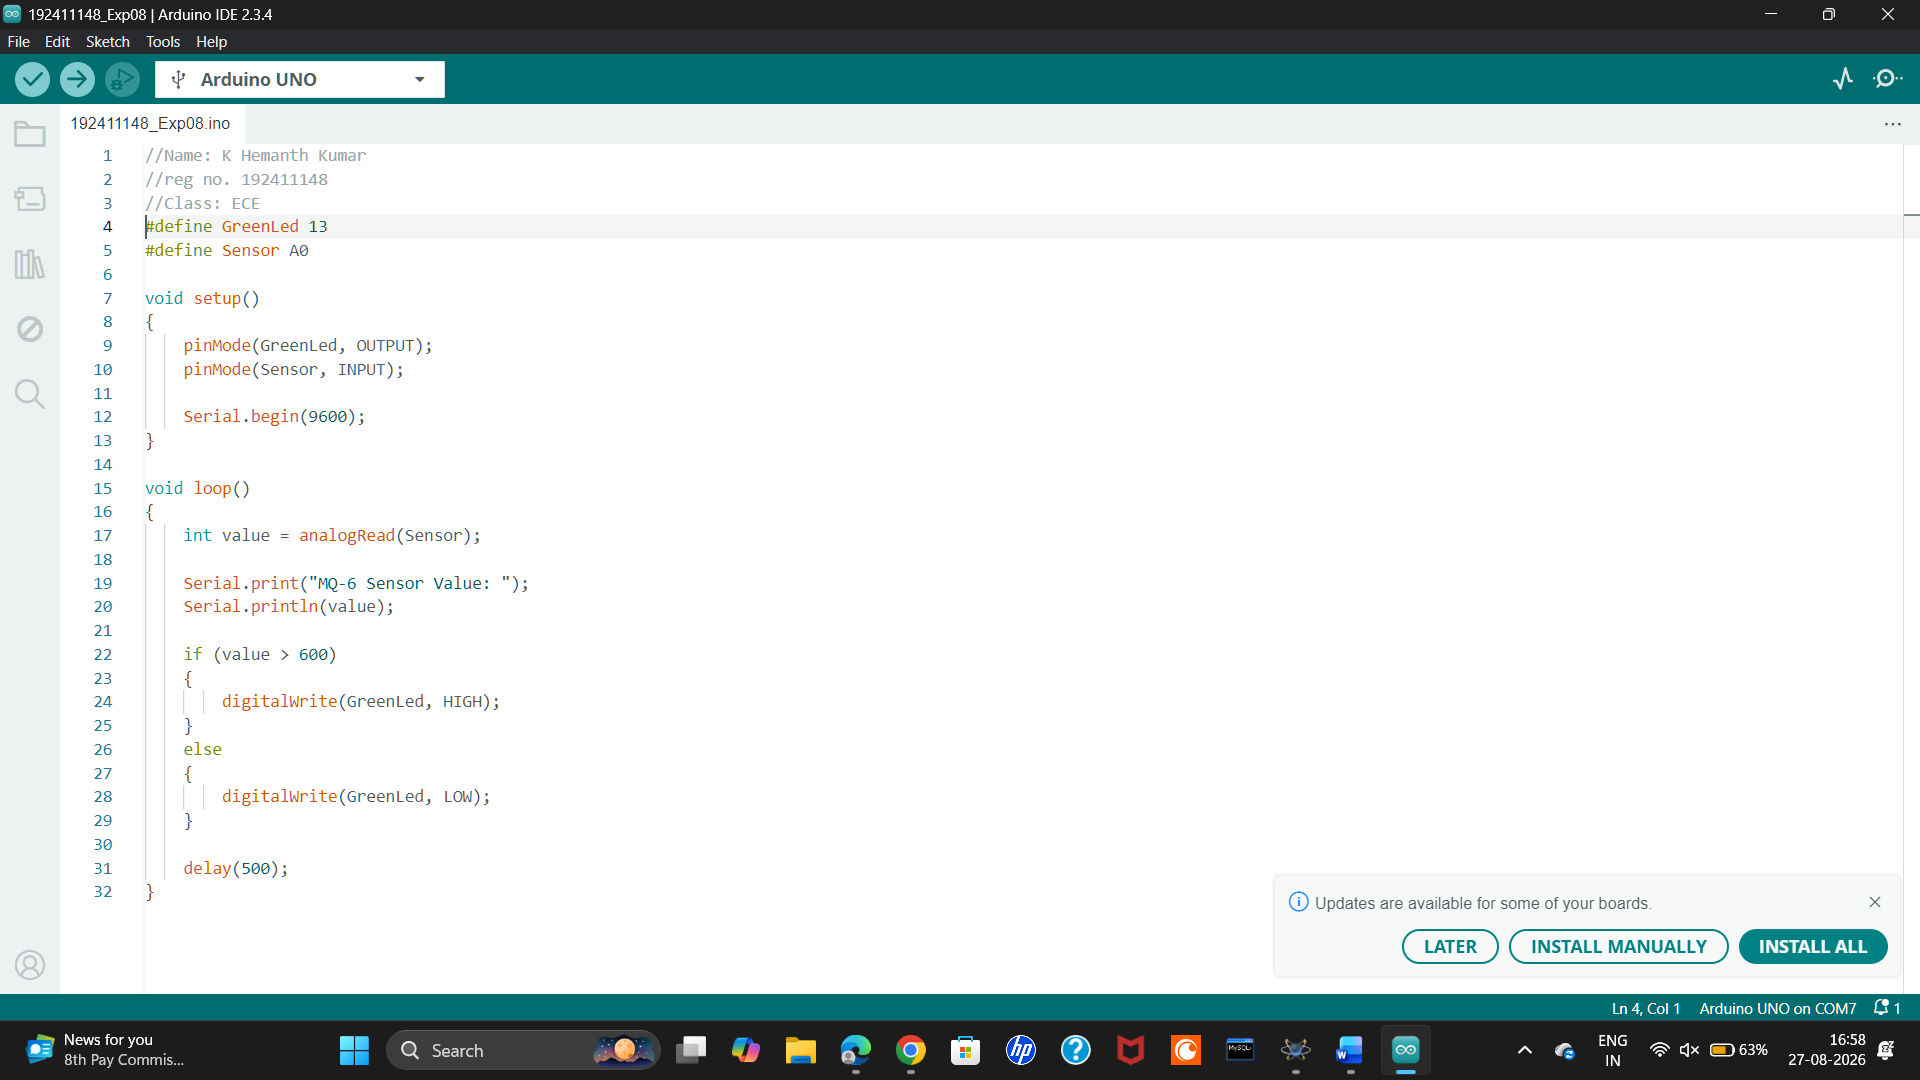 192411148_Exp08 | Arduino IDE 2.3.4
File Edit Sketch Tools Help
Arduino UNO
192411148_Exp08.ino
1 //Name: K Hemanth Kumar
2 //reg no. 192411148
3 //Class: ECE
4 #define GreenLed 13
5 #define Sensor A0
6
7 void setup()
8 {
9 pinMode(GreenLed, OUTPUT);
10 pinMode(Sensor, INPUT);
11
12 Serial.begin(9600);
13 }
14
15 void loop()
16 {
17 int value = analogRead(Sensor);
18
19 Serial.print("MQ-6 Sensor Value: ");
20 Serial.println(value);
21
22 if (value > 600)
23 {
24 digitalWrite(GreenLed, HIGH);
25 }
26 else
27 {
28 digitalWrite(GreenLed, LOW);
29 }
30
31 delay(500);
32 }
Updates are available for some of your boards.
LATER INSTALL MANUALLY INSTALL ALL
Ln 4, Col 1 Arduino UNO on COM7 1
News for you
8th Pay Commis...
Search
hp
MySQL
W
ENG
IN
63%
16:58
27-08-2026